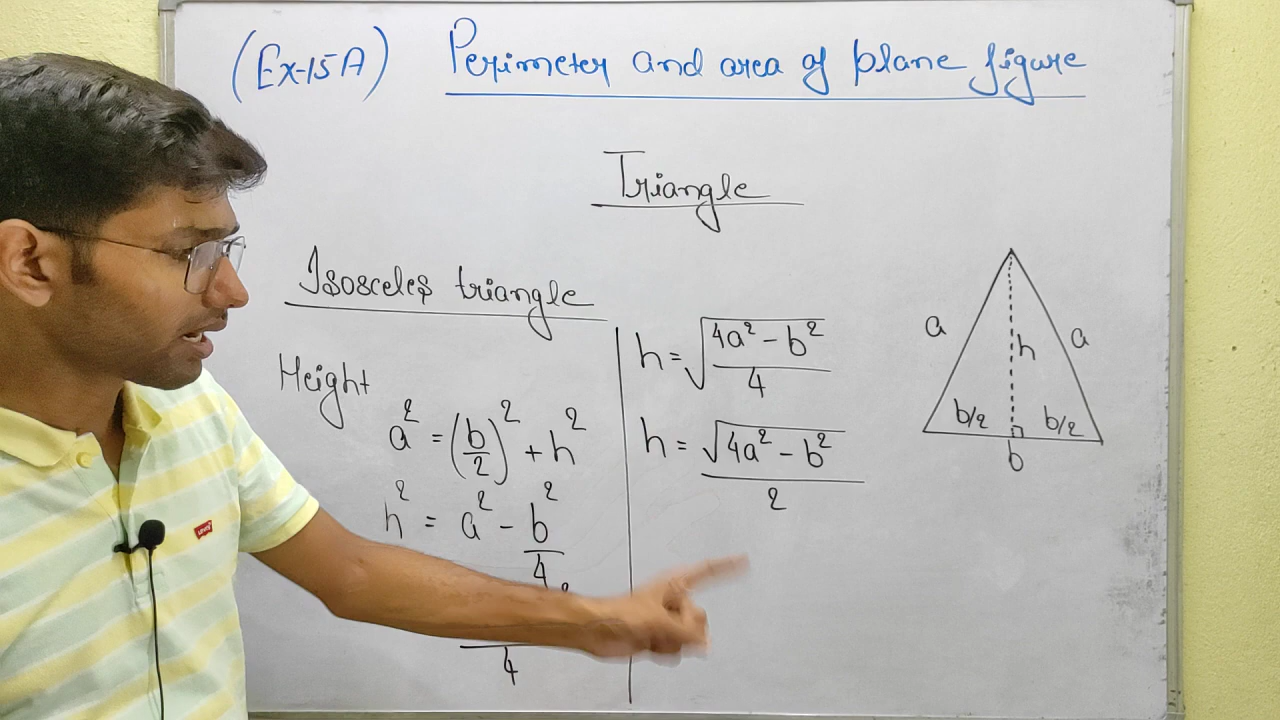 (Ex-15A) Perimeter and area of plane figure
Triangle
Isosceles triangle
Height
a² = (b/2)² + h²
h² = a² - b²/4
4
h = √((4a² - b²)/4)
h = √(4a² - b²)/2
a
a
h
b/2
b/2
b
Levi's